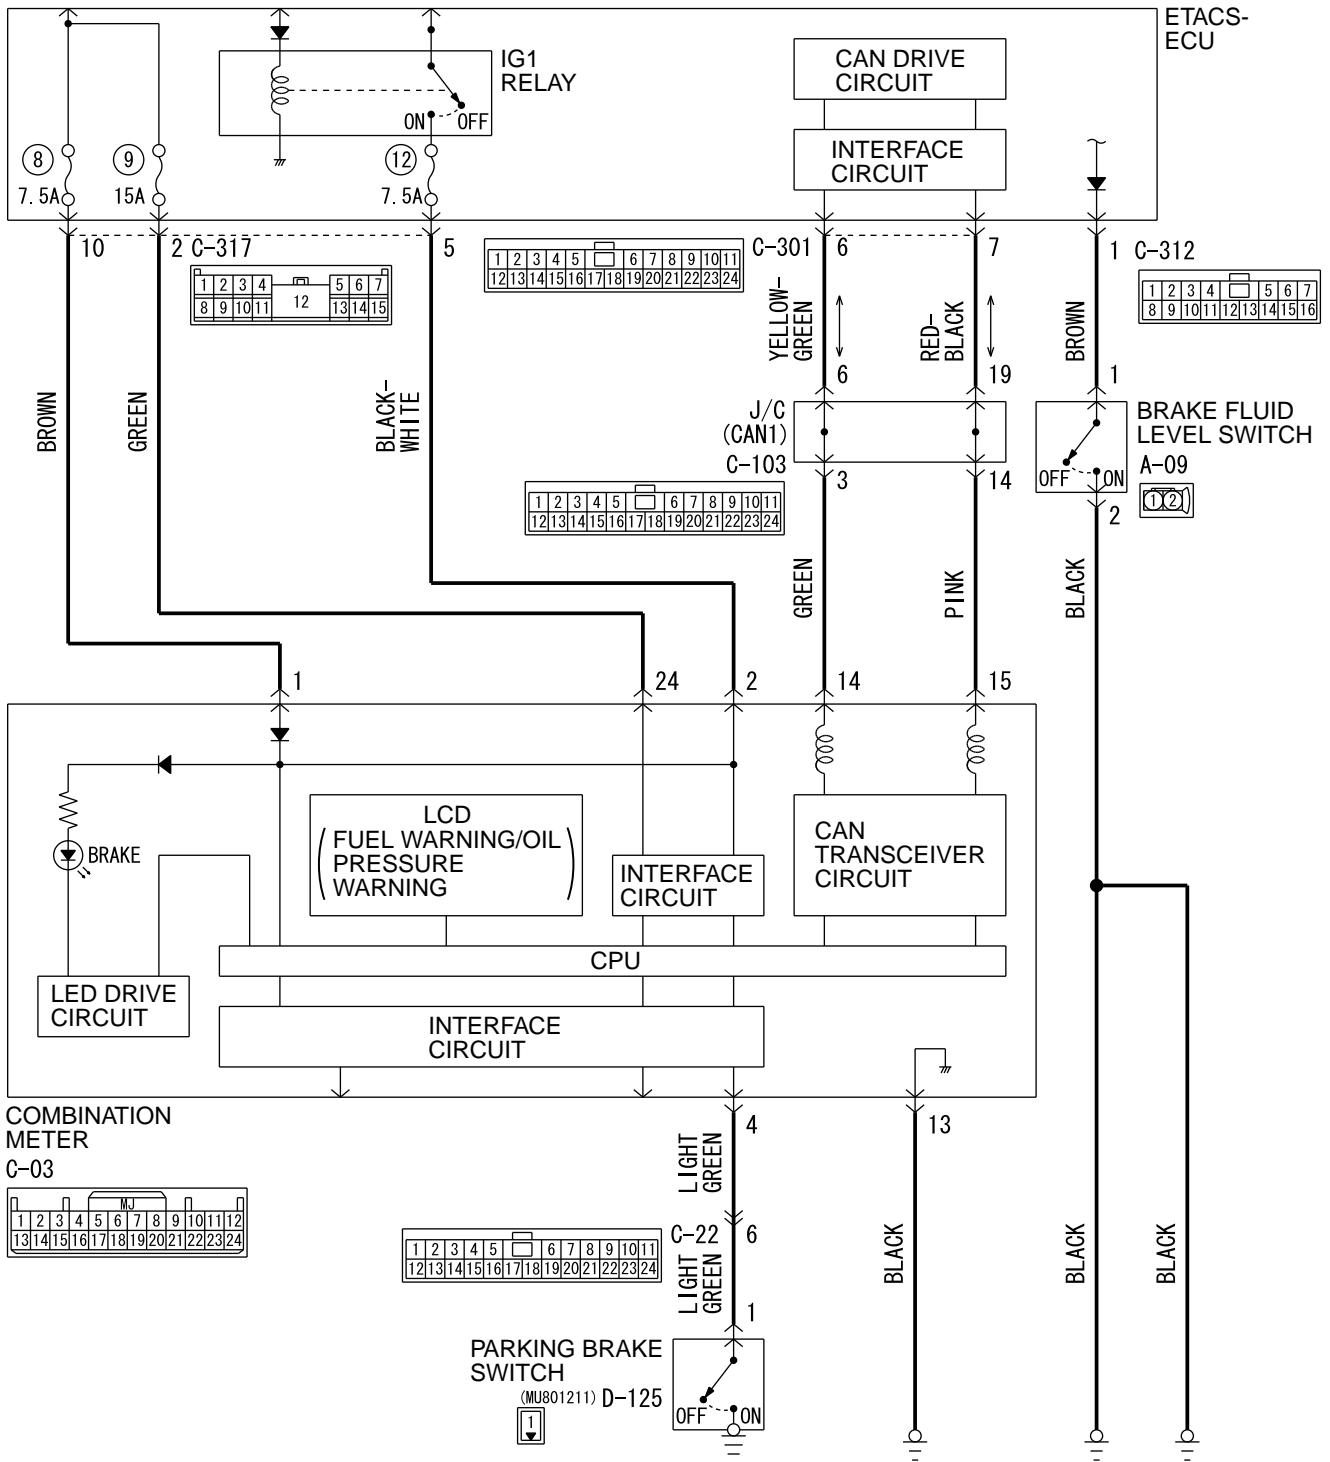 ETACS-
ECU
IG1
RELAY
ON OFF
CAN DRIVE
CIRCUIT
INTERFACE
CIRCUIT
8
7.5A
9
15A
12
7.5A
10
2 C-317
5
C-301 6
7
1 C-312
1 2 3 4 5 6 7
8 9 10 11 12 13 14 15
1 2 3 4 5 6 7 8 9 10 11
12 13 14 15 16 17 18 19 20 21 22 23 24
1 2 3 4 5 6 7
8 9 10 11 12 13 14 15 16
BROWN
GREEN
BLACK-
WHITE
YELLOW-
GREEN
RED-
BLACK
BROWN
6
19
1
J/C
(CAN1)
C-103
3
14
BRAKE FLUID
LEVEL SWITCH
A-09
OFF ON
1 2
2
1 2 3 4 5 6 7 8 9 10 11
12 13 14 15 16 17 18 19 20 21 22 23 24
GREEN
PINK
BLACK
1
24
2
14
15
BRAKE
LCD
FUEL WARNING/OIL
PRESSURE
WARNING
INTERFACE
CIRCUIT
CAN
TRANSCEIVER
CIRCUIT
CPU
LED DRIVE
CIRCUIT
INTERFACE
CIRCUIT
COMBINATION
METER
C-03
MJ
1 2 3 4 5 6 7 8 9 10 11 12
13 14 15 16 17 18 19 20 21 22 23 24
4
13
LIGHT
GREEN
C-22 6
1 2 3 4 5 6 7 8 9 10 11
12 13 14 15 16 17 18 19 20 21 22 23 24
LIGHT
GREEN
1
BLACK
BLACK
BLACK
PARKING BRAKE
SWITCH
(MU801211) D-125
1
OFF ON